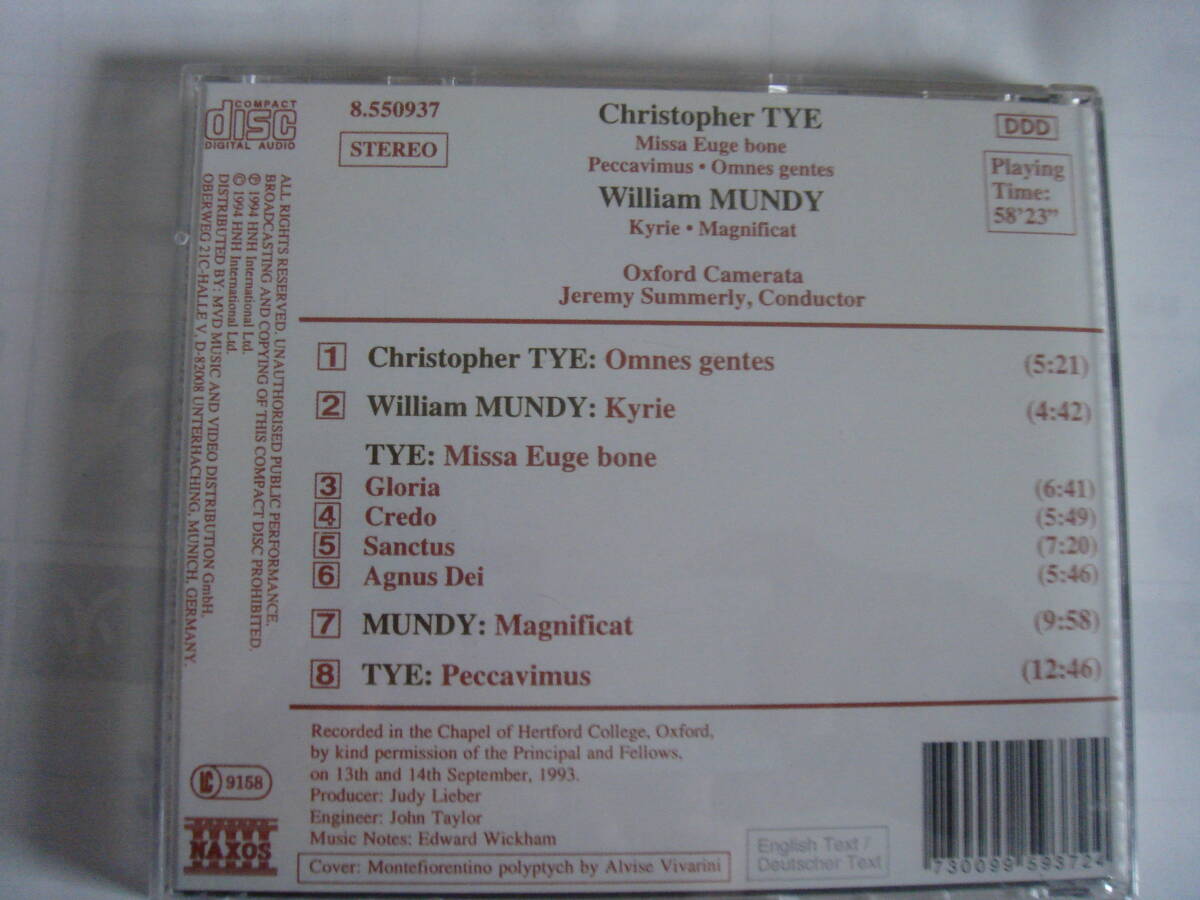 COMPACT
disc
DIGITAL AUDIO
8.550937
STEREO
Christopher TYE
Missa Euge bone
Peccavimus • Omnes gentes
William MUNDY
Kyrie • Magnificat
Oxford Camerata
Jeremy Summerly, Conductor
DDD
Playing
Time:
58'23"
1 Christopher TYE: Omnes gentes (5:21)
2 William MUNDY: Kyrie (4:42)
TYE: Missa Euge bone
3 Gloria (6:41)
4 Credo (5:49)
5 Sanctus (7:20)
6 Agnus Dei (5:46)
7 MUNDY: Magnificat (9:58)
8 TYE: Peccavimus (12:46)
ALL RIGHTS RESERVED. UNAUTHORISED PUBLIC PERFORMANCE,
BROADCASTING AND COPYING OF THIS COMPACT DISC PROHIBITED.
℗ 1994 HNH International Ltd.
© 1994 HNH International Ltd.
DISTRIBUTED BY: MVD MUSIC AND VIDEO DISTRIBUTION GmbH,
OBERWEG 21C-HALLE V, D-82008 UNTERHACHING, MUNICH, GERMANY.
LC 9158
NAXOS
Recorded in the Chapel of Hertford College, Oxford,
by kind permission of the Principal and Fellows,
on 13th and 14th September, 1993.
Producer: Judy Lieber
Engineer: John Taylor
Music Notes: Edward Wickham
Cover: Montefiorentino polyptych by Alvise Vivarini
English Text /
Deutscher Text
730099 593724